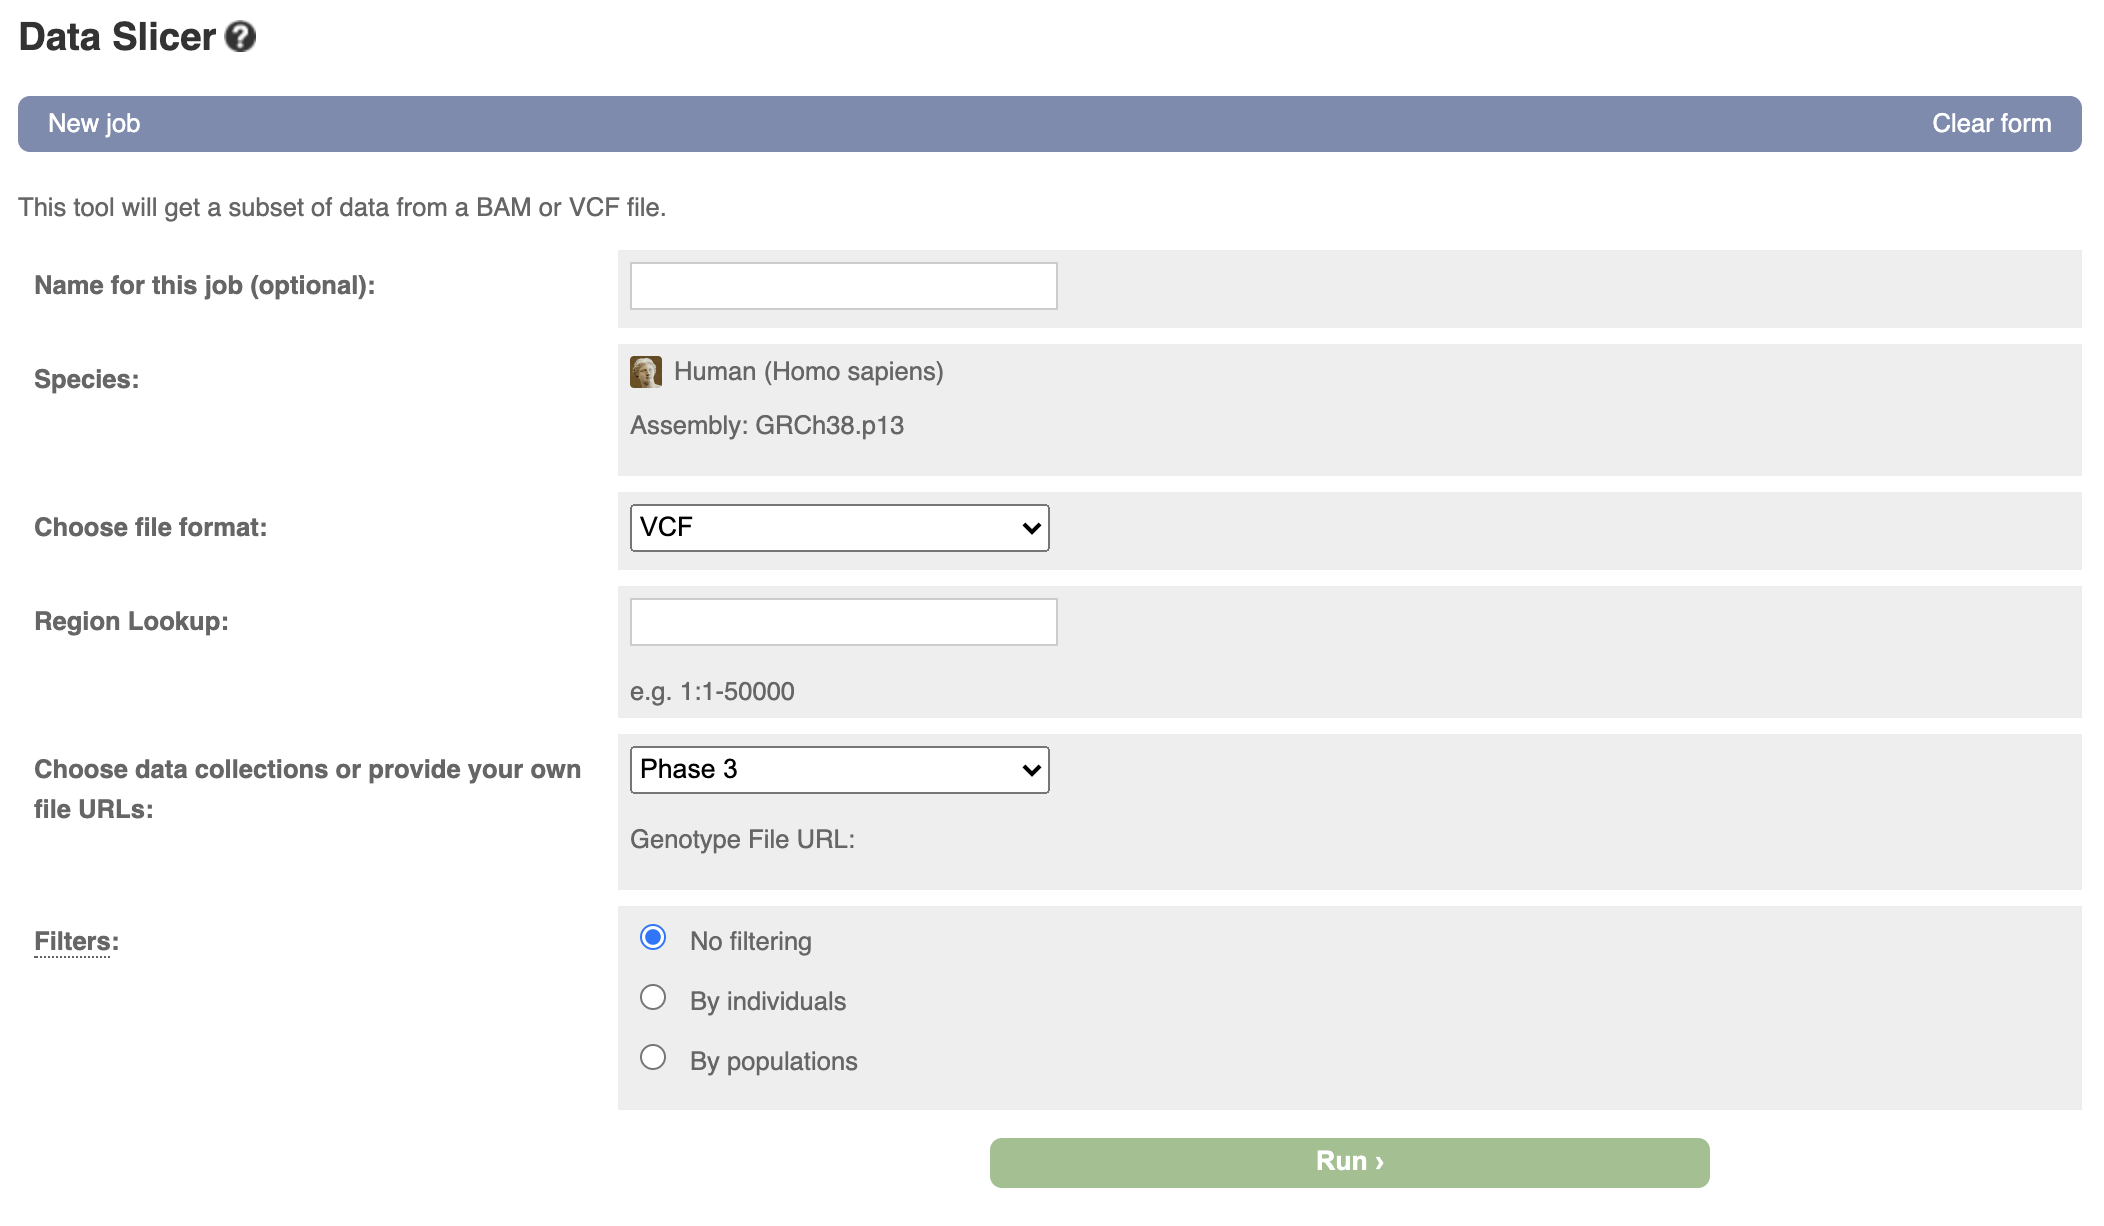 Data Slicer ?
New job
Clear form
This tool will get a subset of data from a BAM or VCF file.
Name for this job (optional):
Species:
Human (Homo sapiens)
Assembly: GRCh38.p13
Choose file format:
VCF
Region Lookup:
e.g. 1:1-50000
Choose data collections or provide your own
file URLs:
Phase 3
Genotype File URL:
Filters:
No filtering
By individuals
By populations
Run ›